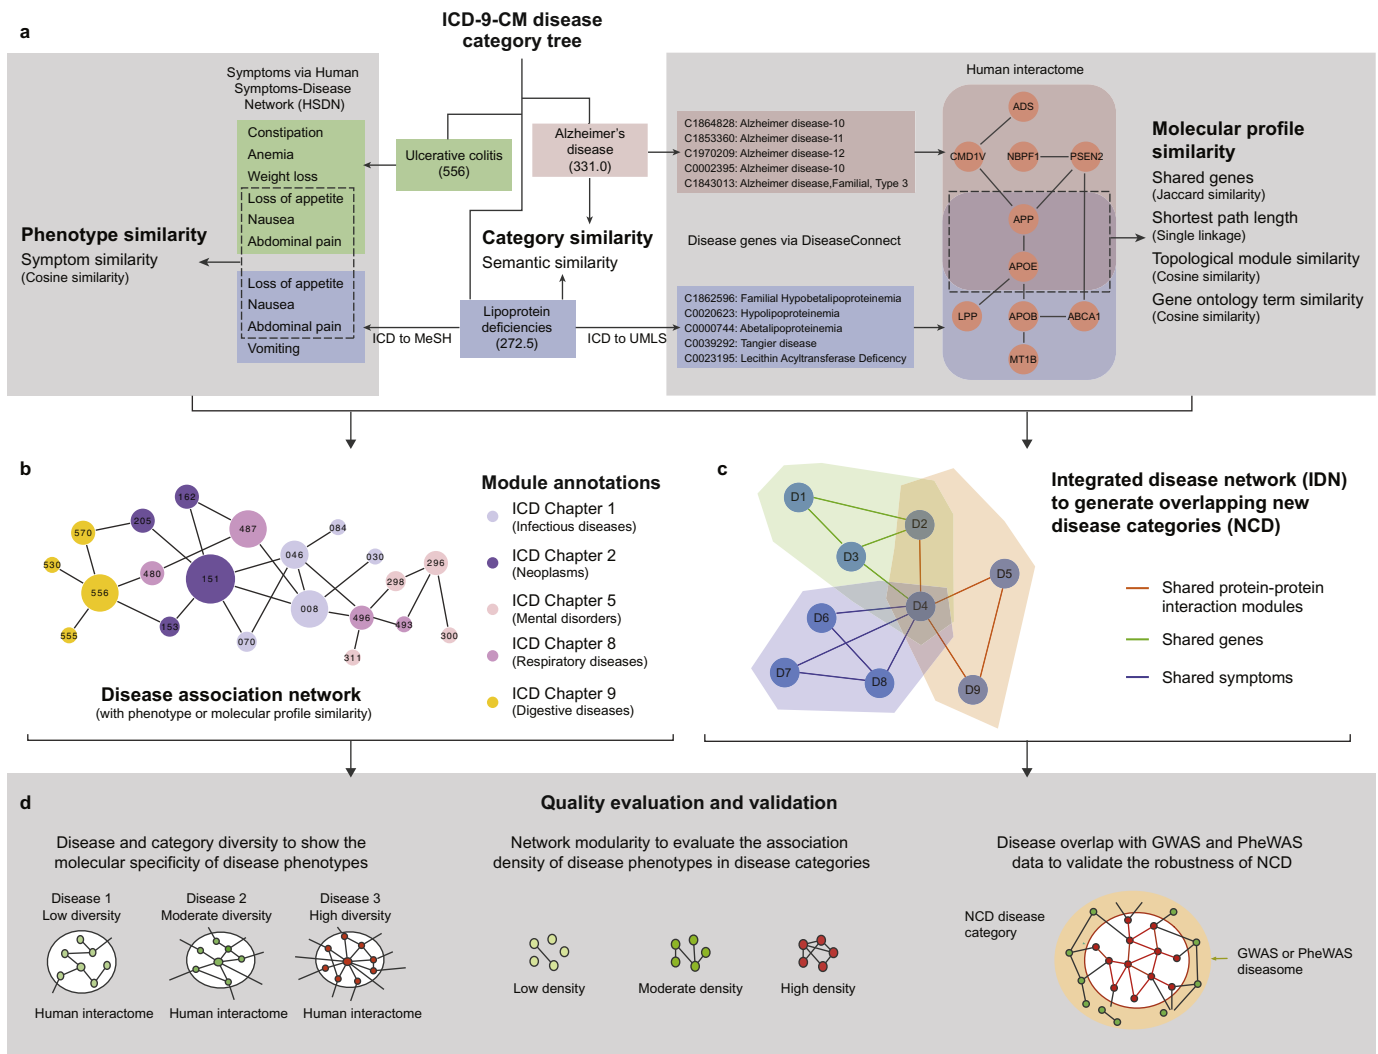 a
ICD-9-CM disease
category tree
Symptoms via Human
Symptoms-Disease
Network (HSDN)
Constipation
Anemia
Weight loss
Loss of appetite
Nausea
Abdominal pain
Loss of appetite
Nausea
Abdominal pain
Vomiting
Phenotype similarity
Symptom similarity
(Cosine similarity)
Ulcerative colitis
(556)
Alzheimer's
disease
(331.0)
Category similarity
Semantic similarity
Lipoprotein
deficiencies
(272.5)
ICD to MeSH
ICD to UMLS
C1864828: Alzheimer disease-10
C1853360: Alzheimer disease-11
C1970209: Alzheimer disease-12
C0002395: Alzheimer disease-10
C1843013: Alzheimer disease,Familial, Type 3
Disease genes via DiseaseConnect
C1862596: Familial Hypobetalipoproteinemia
C0020623: Hypolipoproteinemia
C0000744: Abetalipoproteinemia
C0039292: Tangier disease
C0023195: Lecithin Acyltransferase Deficency
Human interactome
ADS
CMD1V
NBPF1
PSEN2
APP
APOE
LPP
APOB
ABCA1
MT1B
Molecular profile
similarity
Shared genes
(Jaccard similarity)
Shortest path length
(Single linkage)
Topological module similarity
(Cosine similarity)
Gene ontology term similarity
(Cosine similarity)
b
162
205
570
487
084
530
480
151
046
030
556
298
296
008
555
153
070
496
493
300
311
Disease association network
(with phenotype or molecular profile similarity)
Module annotations
ICD Chapter 1
(Infectious diseases)
ICD Chapter 2
(Neoplasms)
ICD Chapter 5
(Mental disorders)
ICD Chapter 8
(Respiratory diseases)
ICD Chapter 9
(Digestive diseases)
c
D1
D2
D3
D5
D4
D6
D7
D8
D9
Integrated disease network (IDN)
to generate overlapping new
disease categories (NCD)
Shared protein-protein
interaction modules
Shared genes
Shared symptoms
d
Quality evaluation and validation
Disease and category diversity to show the
molecular specificity of disease phenotypes
Disease 1
Low diversity
Disease 2
Moderate diversity
Disease 3
High diversity
Human interactome
Human interactome
Human interactome
Network modularity to evaluate the association
density of disease phenotypes in disease categories
Low density
Moderate density
High density
Disease overlap with GWAS and PheWAS
data to validate the robustness of NCD
NCD disease
category
GWAS or PheWAS
diseasome